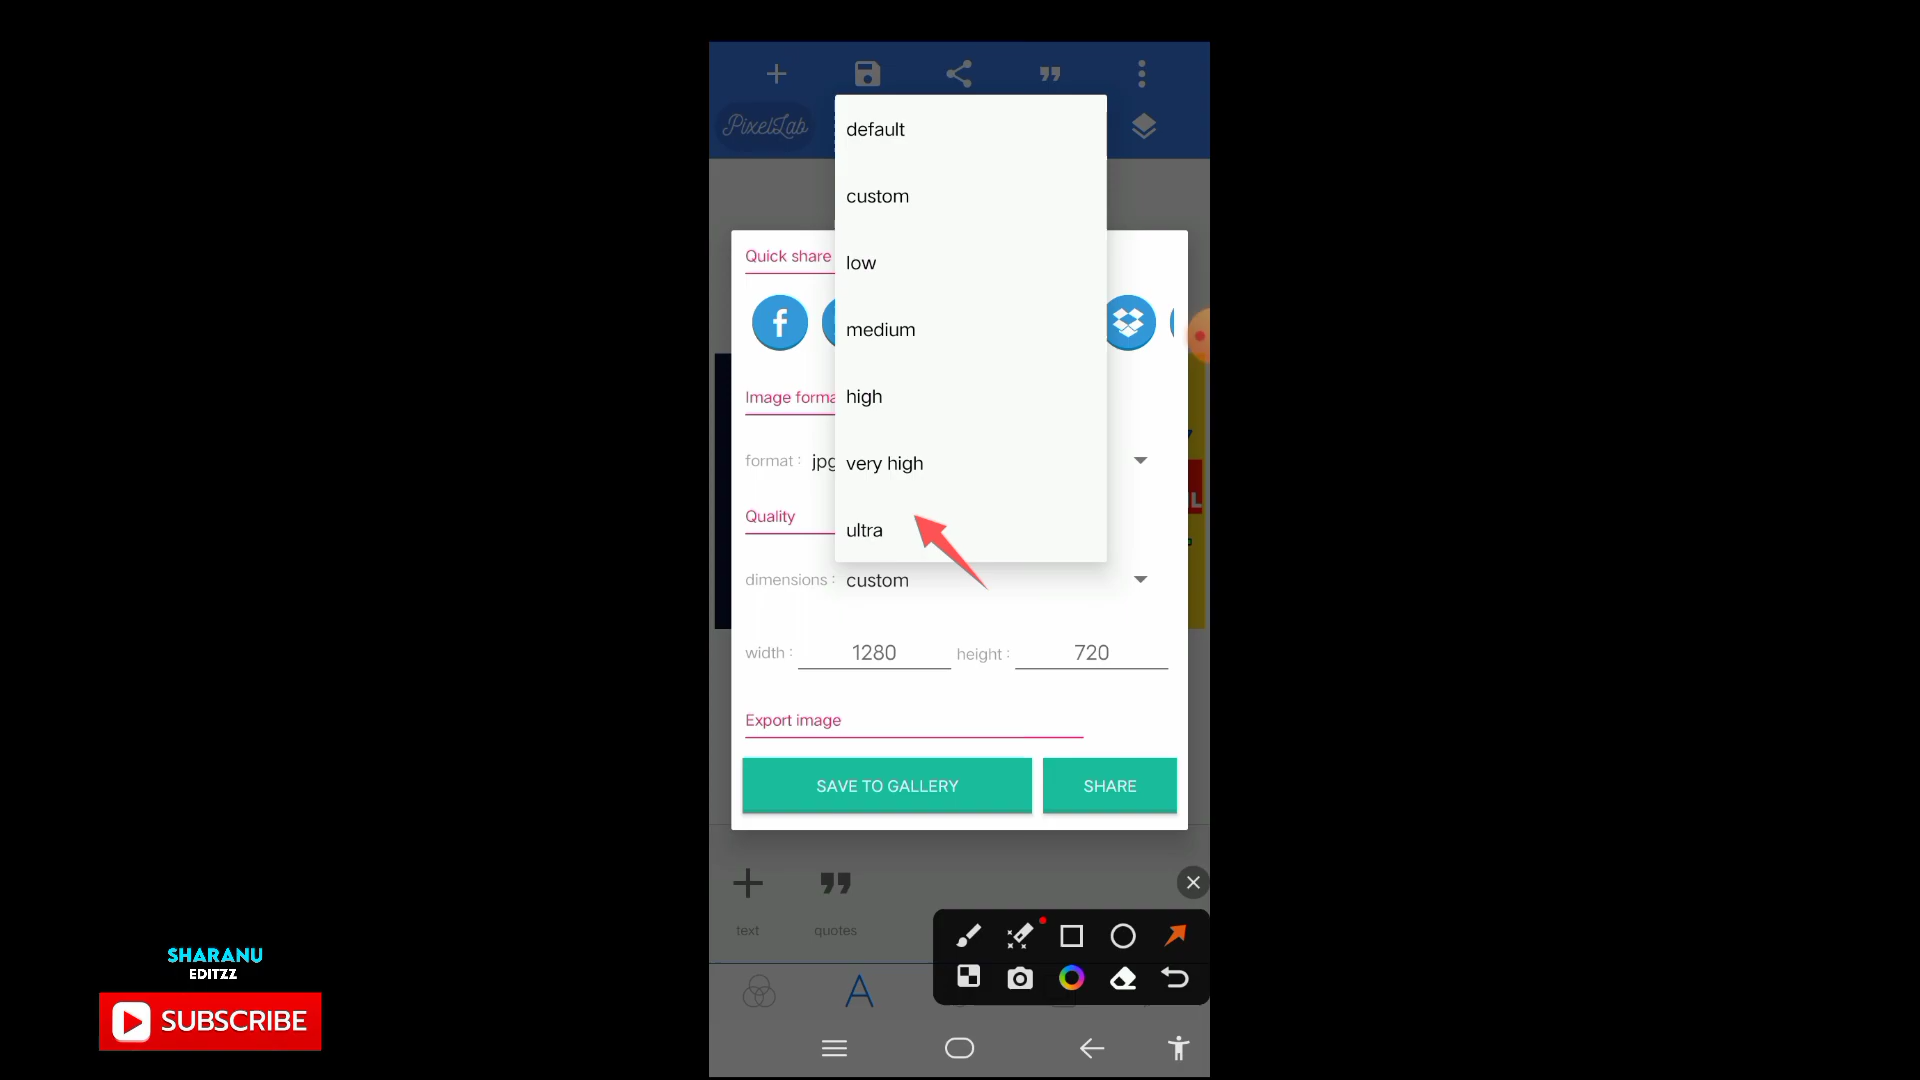 PixelLab
default
custom
low
medium
high
very high
ultra
Quick share
Image forma
format : jpg
Quality
dimensions : custom
width : 1280 height : 720
Export image
SAVE TO GALLERY SHARE
text quotes
SHARANU
EDITZZ
SUBSCRIBE